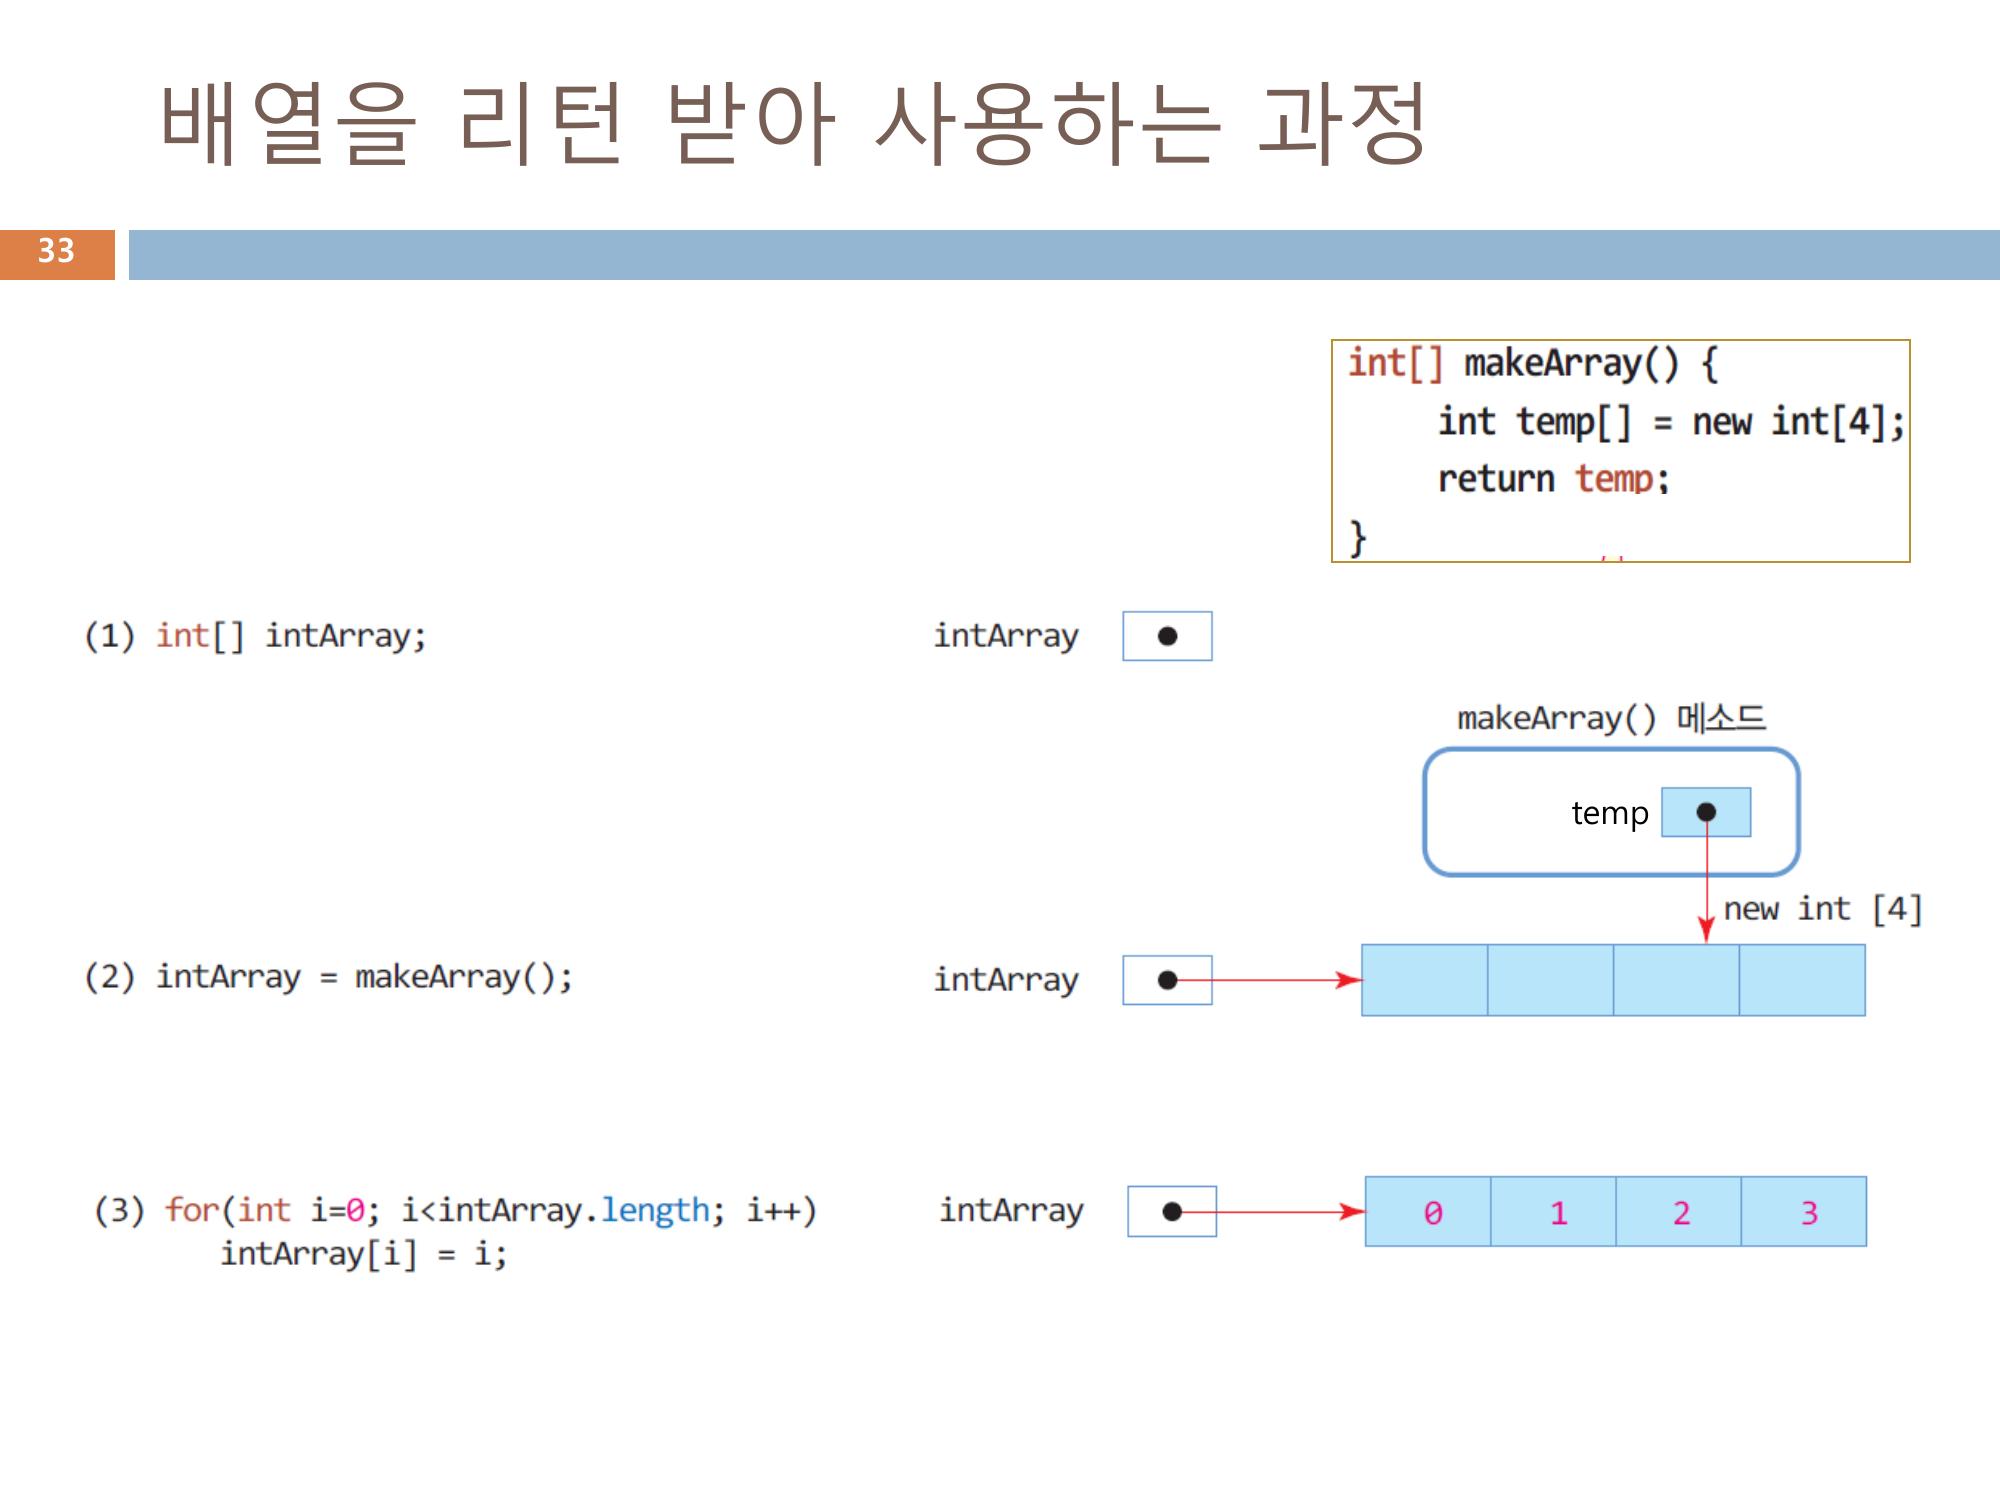 배열을 리턴 받아 사용하는 과정
33
int[] makeArray() {
int temp[] = new int[4];
return temp;
}
(1) int[] intArray;
intArray
makeArray() 메소드
temp
new int [4]
(2) intArray = makeArray();
intArray
(3) for(int i=0; i<intArray.length; i++)
intArray[i] = i;
intArray
0 1 2 3